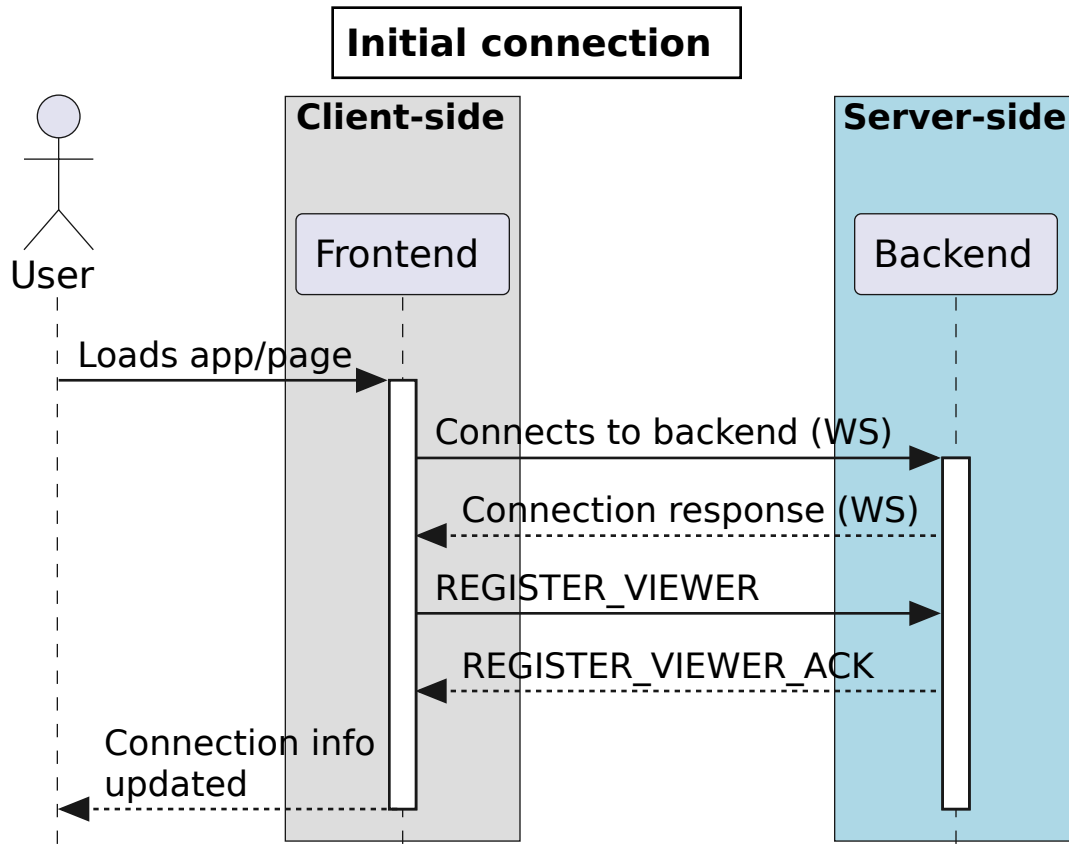 Initial connection
Client-side
Server-side
User
Frontend
Backend
Loads app/page
Connects to backend (WS)
Connection response (WS)
REGISTER_VIEWER
REGISTER_VIEWER_ACK
Connection info
updated